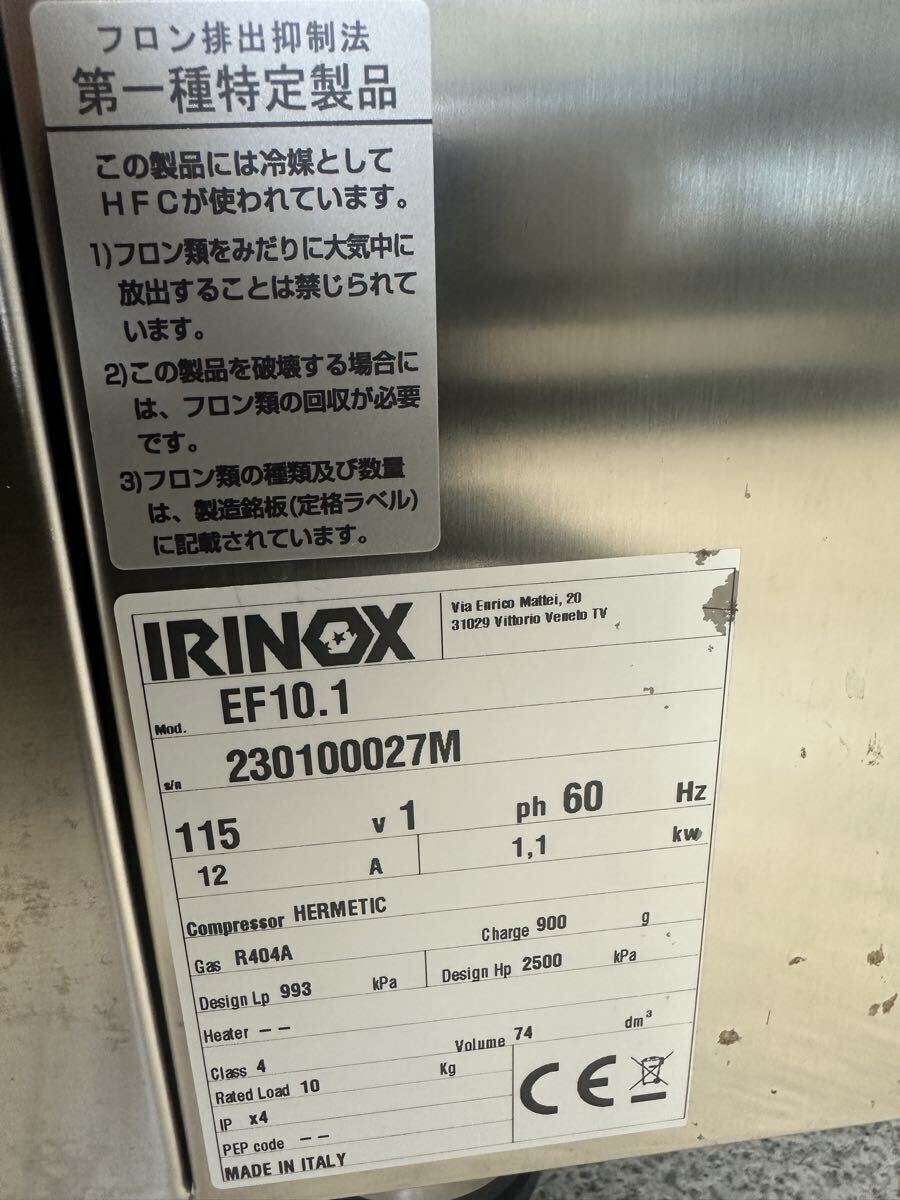 フロン排出抑制法
第一種特定製品
この製品には冷媒として
HFCが使われています。
1)フロン類をみだりに大気中に
放出することは禁じられて
います。
2)この製品を破壊する場合に
は、フロン類の回収が必要
です。
3)フロン類の種類及び数量
は、製造銘板(定格ラベル)
に記載されています。
IRINOX
Via Enrico Mattei, 20
31029 Vittorio Veneto TV
Mod. EF10.1
s/n 230100027M
115 v 1 ph 60 Hz
12 A 1,1 kw
Compressor HERMETIC
Gas R404A Charge 900 g
Design Lp 993 kPa Design Hp 2500 kPa
Heater --
Class 4 Volume 74 dm³
Rated Load 10 Kg
IP x4
PEP code --
MADE IN ITALY
CE